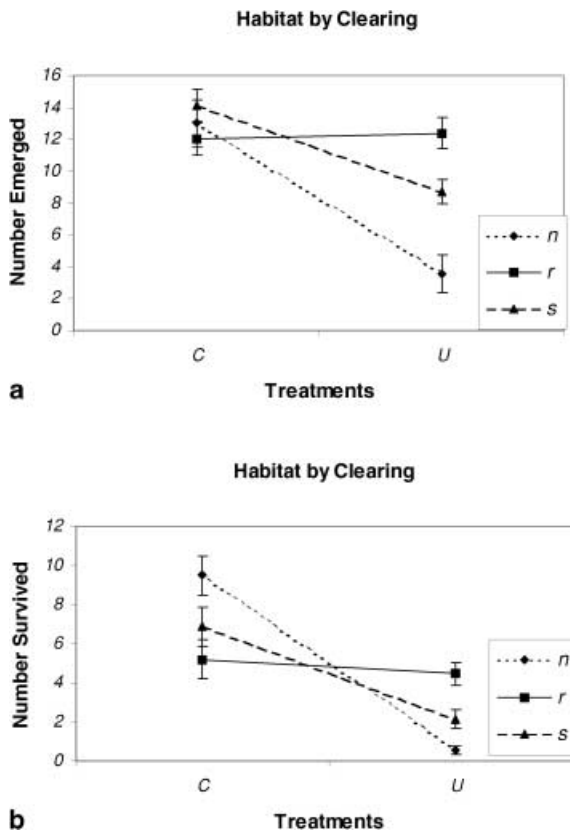 Habitat by Clearing
Number Emerged
16
14
12
10
8
6
4
2
0
C U
n
r
s
a
Treatments
Habitat by Clearing
Number Survived
12
10
8
6
4
2
0
C U
n
r
s
b
Treatments